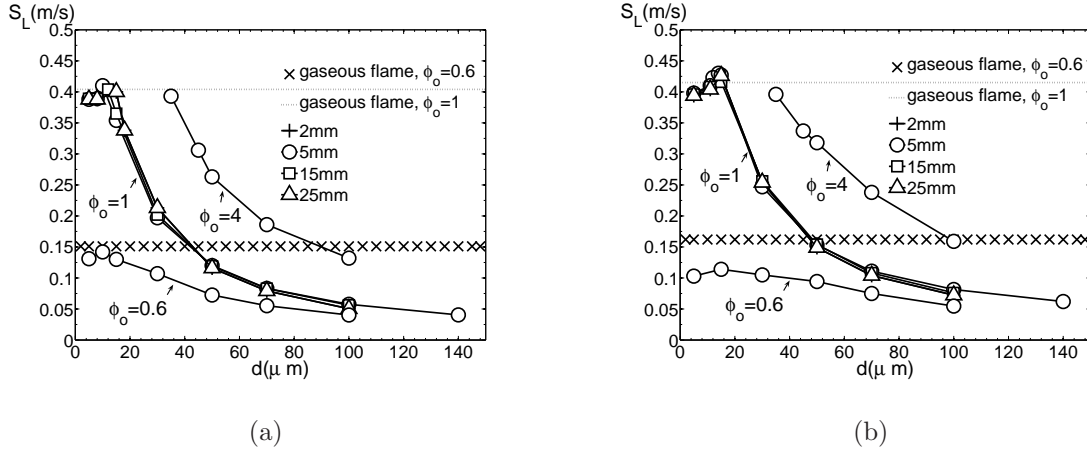 S_L(m/s)
0.5
0.45
0.4
0.35
0.3
0.25
0.2
0.15
0.1
0.05
0
0 20 40 60 80 100 120 140
d(μ m)
gaseous flame, ϕ_o=0.6
gaseous flame, ϕ_o=1
2mm
5mm
15mm
25mm
ϕ_o=1
ϕ_o=4
ϕ_o=0.6
(a)
S_L(m/s)
0.5
0.45
0.4
0.35
0.3
0.25
0.2
0.15
0.1
0.05
0
0 20 40 60 80 100 120 140
d(μ m)
gaseous flame, ϕ_o=0.6
gaseous flame, ϕ_o=1
2mm
5mm
15mm
25mm
ϕ_o=1
ϕ_o=4
ϕ_o=0.6
(b)